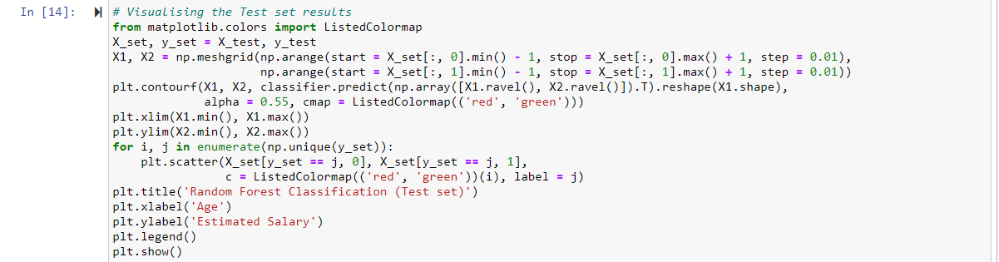 In [14]: # Visualising the Test set results
from matplotlib.colors import ListedColormap
X_set, y_set = X_test, y_test
X1, X2 = np.meshgrid(np.arange(start = X_set[:, 0].min() - 1, stop = X_set[:, 0].max() + 1, step = 0.01),
                     np.arange(start = X_set[:, 1].min() - 1, stop = X_set[:, 1].max() + 1, step = 0.01))
plt.contourf(X1, X2, classifier.predict(np.array([X1.ravel(), X2.ravel()]).T).reshape(X1.shape),
             alpha = 0.55, cmap = ListedColormap(('red', 'green')))
plt.xlim(X1.min(), X1.max())
plt.ylim(X2.min(), X2.max())
for i, j in enumerate(np.unique(y_set)):
    plt.scatter(X_set[y_set == j, 0], X_set[y_set == j, 1],
                c = ListedColormap(('red', 'green'))(i), label = j)
plt.title('Random Forest Classification (Test set)')
plt.xlabel('Age')
plt.ylabel('Estimated Salary')
plt.legend()
plt.show()